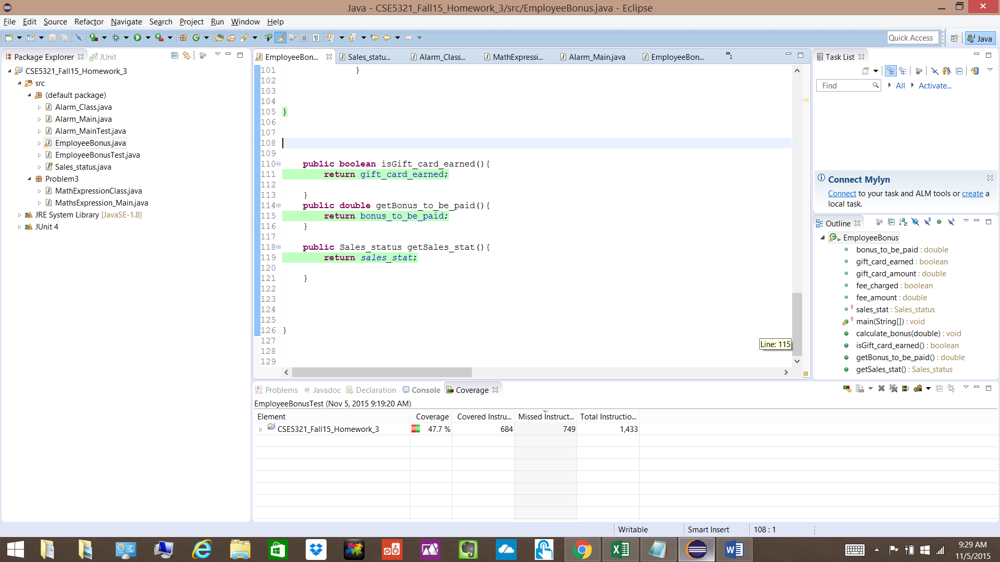 Java - CSE5321_Fall15_Homework_3/src/EmployeeBonus.java - Eclipse
File Edit Source Refactor Navigate Search Project Run Window Help
Quick Access
Java
Package Explorer
JUnit
CSE5321_Fall15_Homework_3
src
(default package)
Alarm_Class.java
Alarm_Main.java
Alarm_MainTest.java
EmployeeBonus.java
EmployeeBonusTest.java
Sales_status.java
Problem3
MathExpressionClass.java
MathsExpression_Main.java
JRE System Library [JavaSE-1.8]
JUnit 4
EmployeeBon... Sales_statu... Alarm_Class... MathExpressi... Alarm_Main.java EmployeeBon... »2
101 }
102
103
104
105 }
106
107
108
109
110 public boolean isGift_card_earned(){
111 return gift_card_earned;
112
113 }
114 public double getBonus_to_be_paid(){
115 return bonus_to_be_paid;
116 }
117
118 public Sales_status getSales_stat(){
119 return sales_stat;
120
121 }
122
123
124
125
126 }
127
128
129
Line: 115
Task List
Find
All
Activate...
Connect Mylyn
Connect to your task and ALM tools or create a
local task.
Outline
EmployeeBonus
bonus_to_be_paid : double
gift_card_earned : boolean
gift_card_amount : double
fee_charged : boolean
fee_amount : double
sales_stat : Sales_status
main(String[]) : void
calculate_bonus(double) : void
isGift_card_earned() : boolean
getBonus_to_be_paid() : double
getSales_stat() : Sales_status
Problems @ Javadoc Declaration Console Coverage
EmployeeBonusTest (Nov 5, 2015 9:19:20 AM)
Element Coverage Covered Instru... Missed Instruct... Total Instructio...
CSE5321_Fall15_Homework_3 47.7 % 684 749 1,433
Writable Smart Insert 108 : 1
9:29 AM
11/5/2015